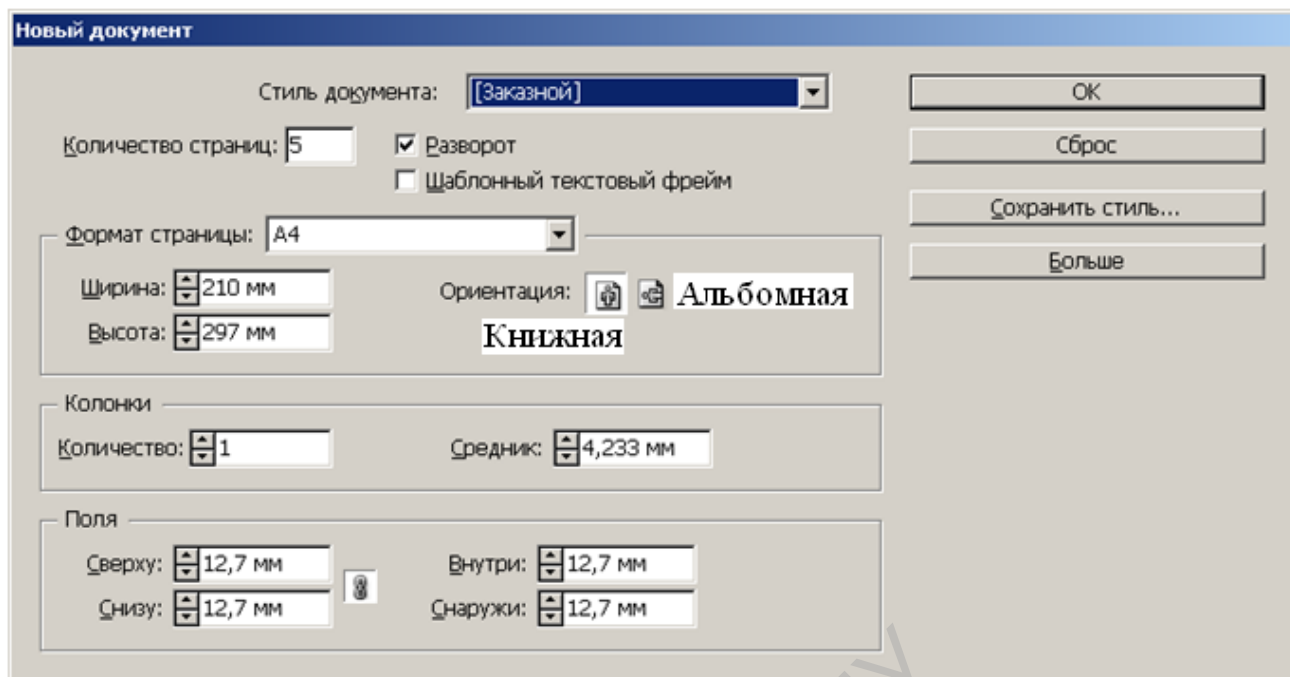 Новый документ
Стиль документа: [Заказной]
OK
Количество страниц: 5
Разворот
Сброс
Шаблонный текстовый фрейм
Сохранить стиль...
Формат страницы: A4
Больше
Ширина: 210 мм
Ориентация: Альбомная
Высота: 297 мм
Книжная
Колонки
Количество: 1
Средник: 4,233 мм
Поля
Сверху: 12,7 мм
Внутри: 12,7 мм
Снизу: 12,7 мм
Снаружи: 12,7 мм